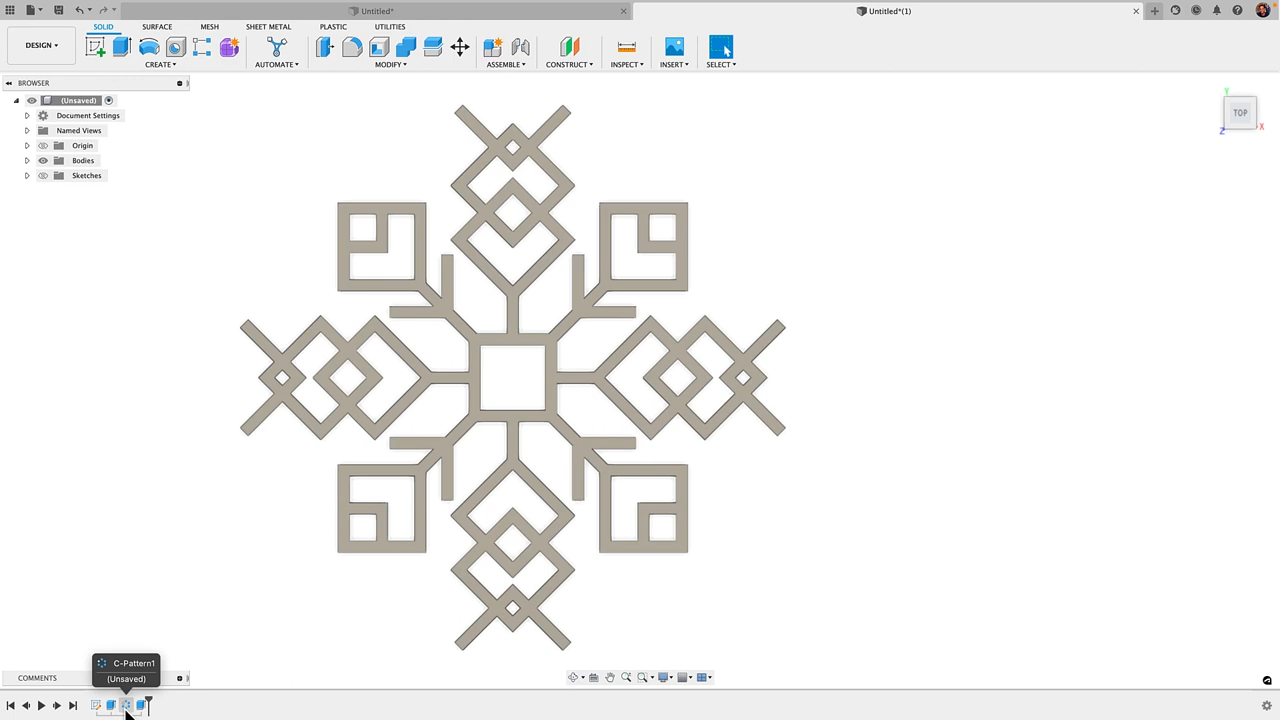 Untitled*
Untitled*(1)
SOLID
SURFACE
MESH
SHEET METAL
PLASTIC
UTILITIES
DESIGN
CREATE
AUTOMATE
MODIFY
ASSEMBLE
CONSTRUCT
INSPECT
INSERT
SELECT
BROWSER
(Unsaved)
Document Settings
Named Views
Origin
Bodies
Sketches
Y
TOP
X
Z
C-Pattern1
(Unsaved)
COMMENTS